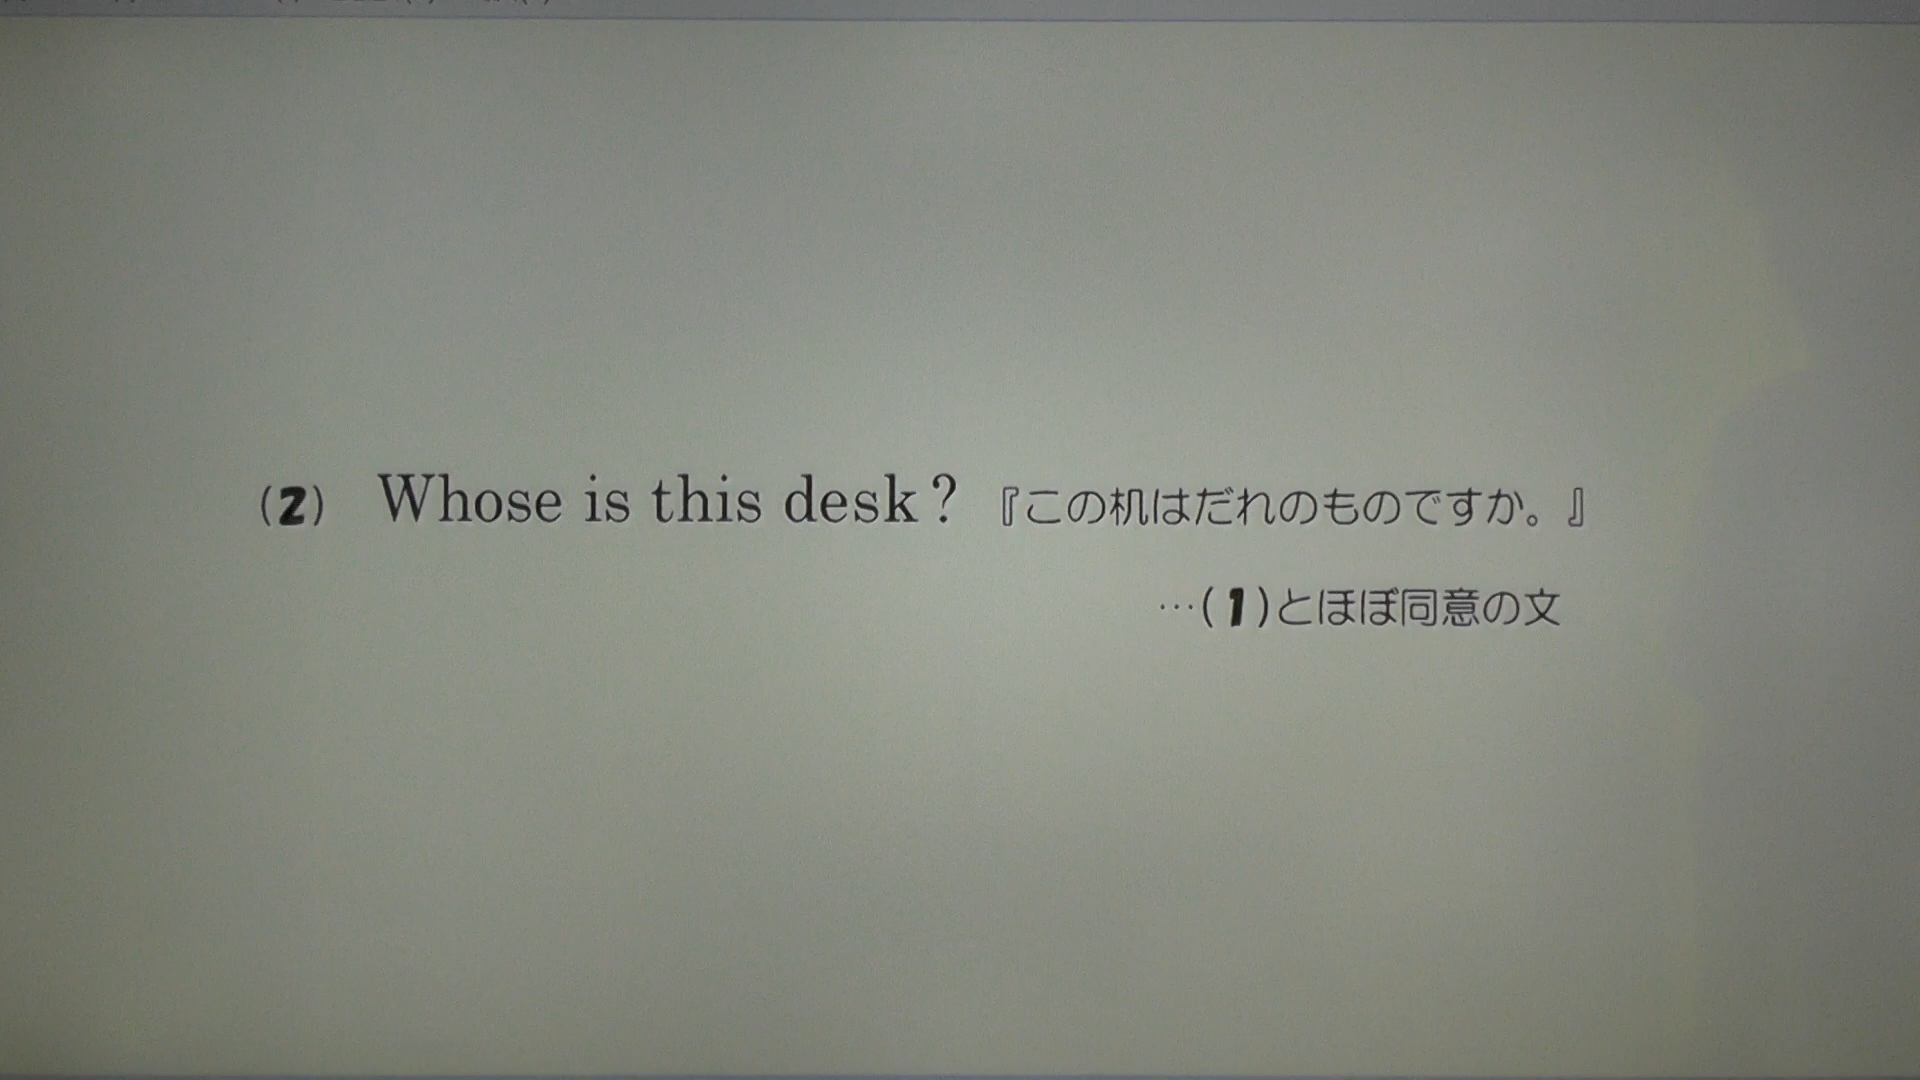 (2) Whose is this desk? 『この机はだれのものですか。』
…(1)とほぼ同意の文